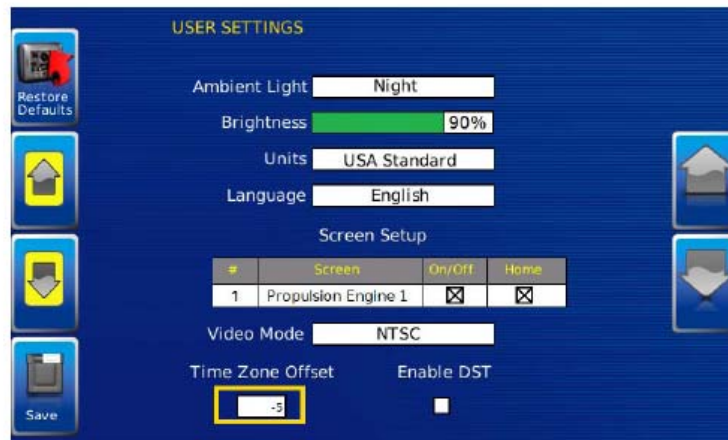 USER SETTINGS
Restore
Defaults
Ambient Light Night
Brightness 90%
Units USA Standard
Language English
Screen Setup
# Screen On/Off Home
1 Propulsion Engine 1
Video Mode NTSC
Time Zone Offset Enable DST
-5
Save